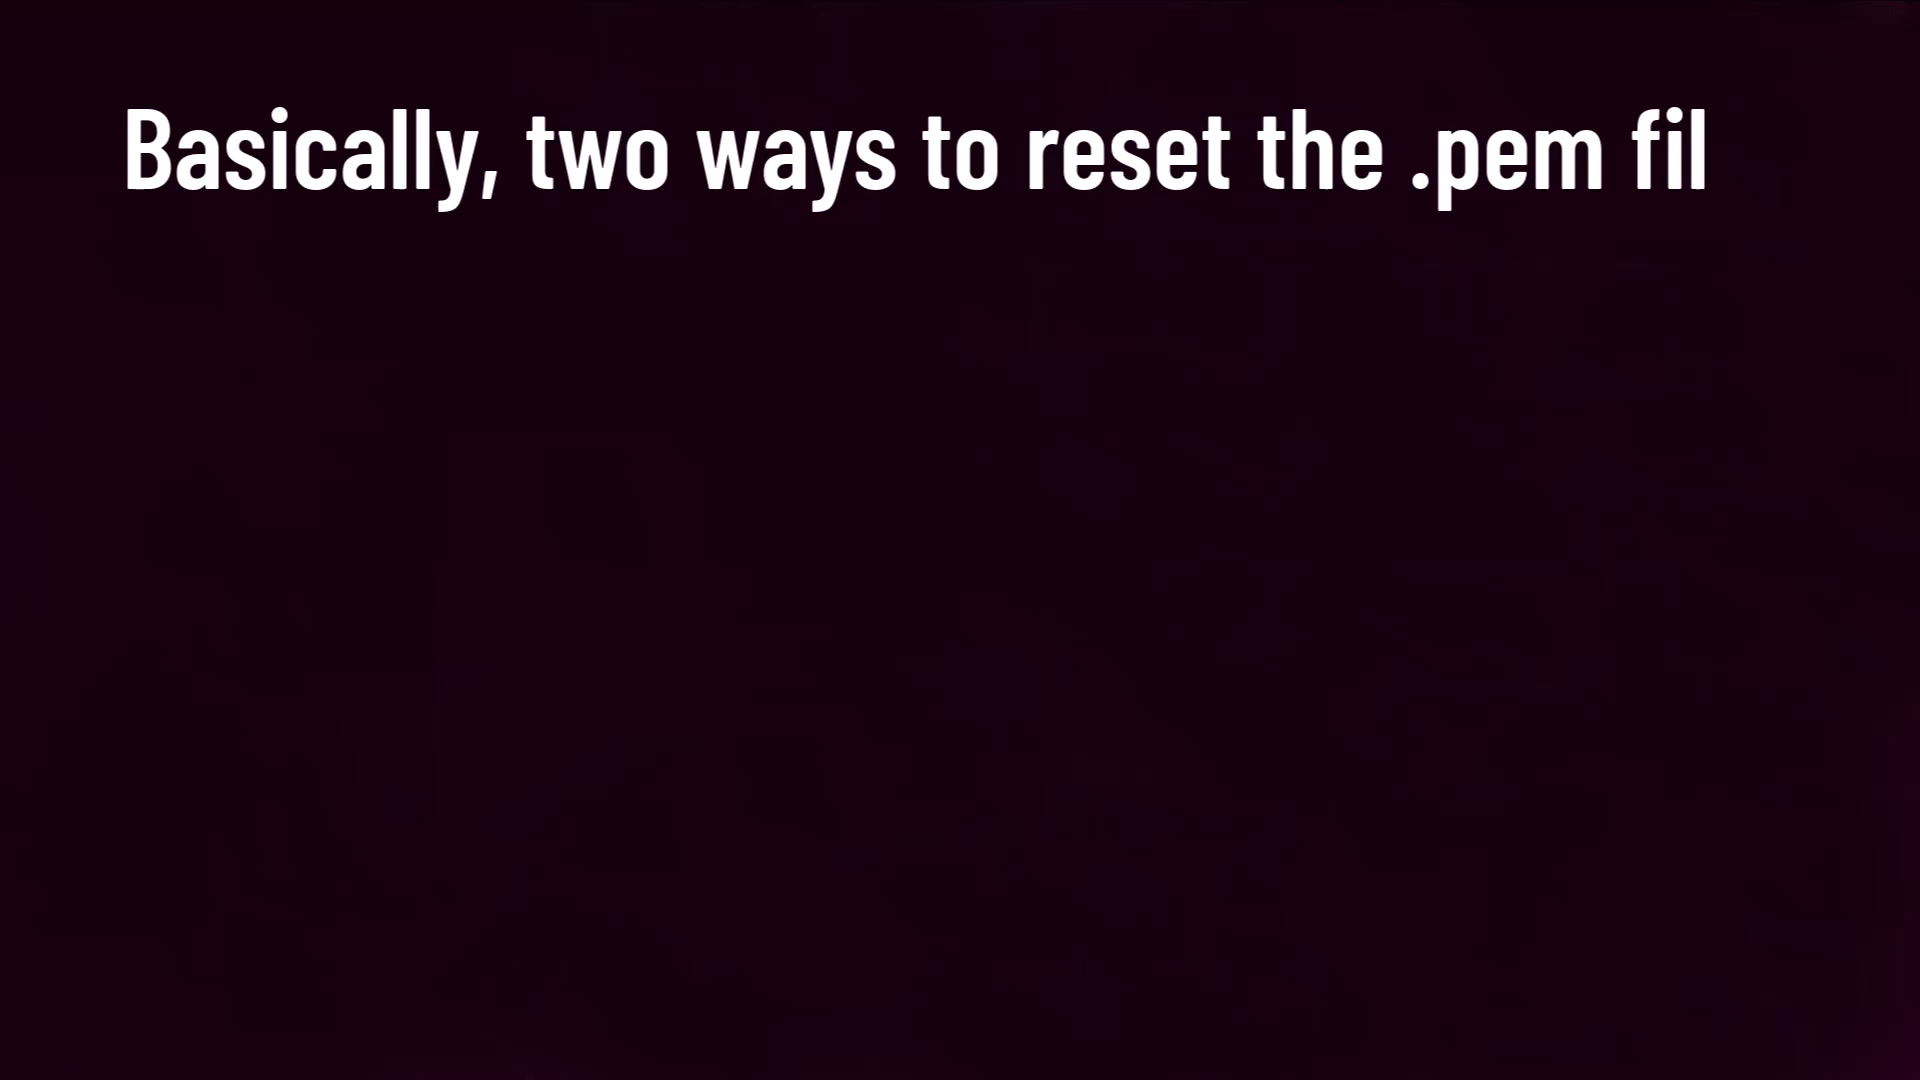 Basically, two ways to reset the .pem fil